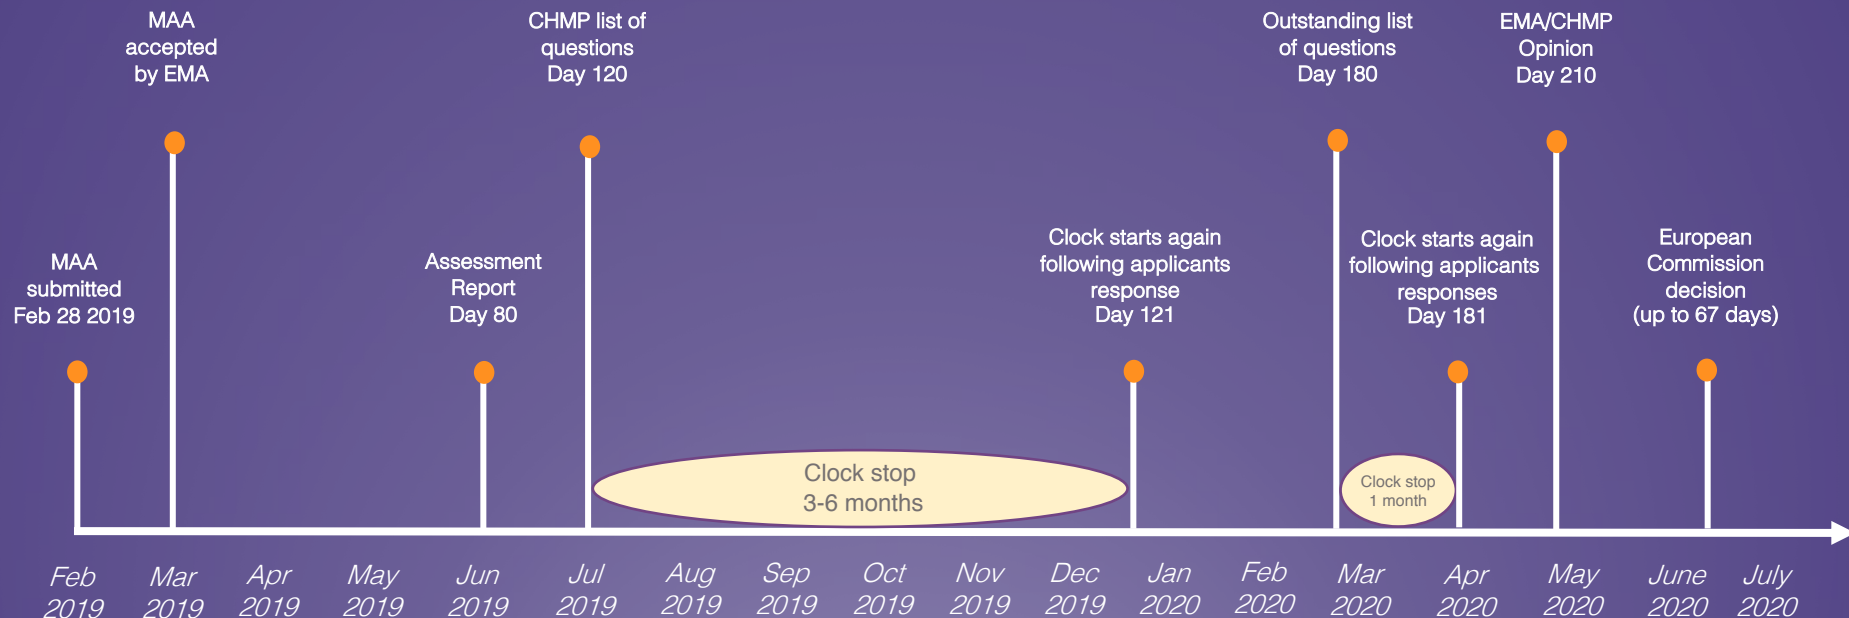 MAA
accepted
by EMA
CHMP list of
questions
Day 120
Outstanding list
of questions
Day 180
EMA/CHMP
Opinion
Day 210
MAA
submitted
Feb 28 2019
Assessment
Report
Day 80
Clock starts again
following applicants
response
Day 121
Clock starts again
following applicants
responses
Day 181
European
Commission
decision
(up to 67 days)
Clock stop
3-6 months
Clock stop
1 month
Feb
2019
Mar
2019
Apr
2019
May
2019
Jun
2019
Jul
2019
Aug
2019
Sep
2019
Oct
2019
Nov
2019
Dec
2019
Jan
2020
Feb
2020
Mar
2020
Apr
2020
May
2020
June
2020
July
2020